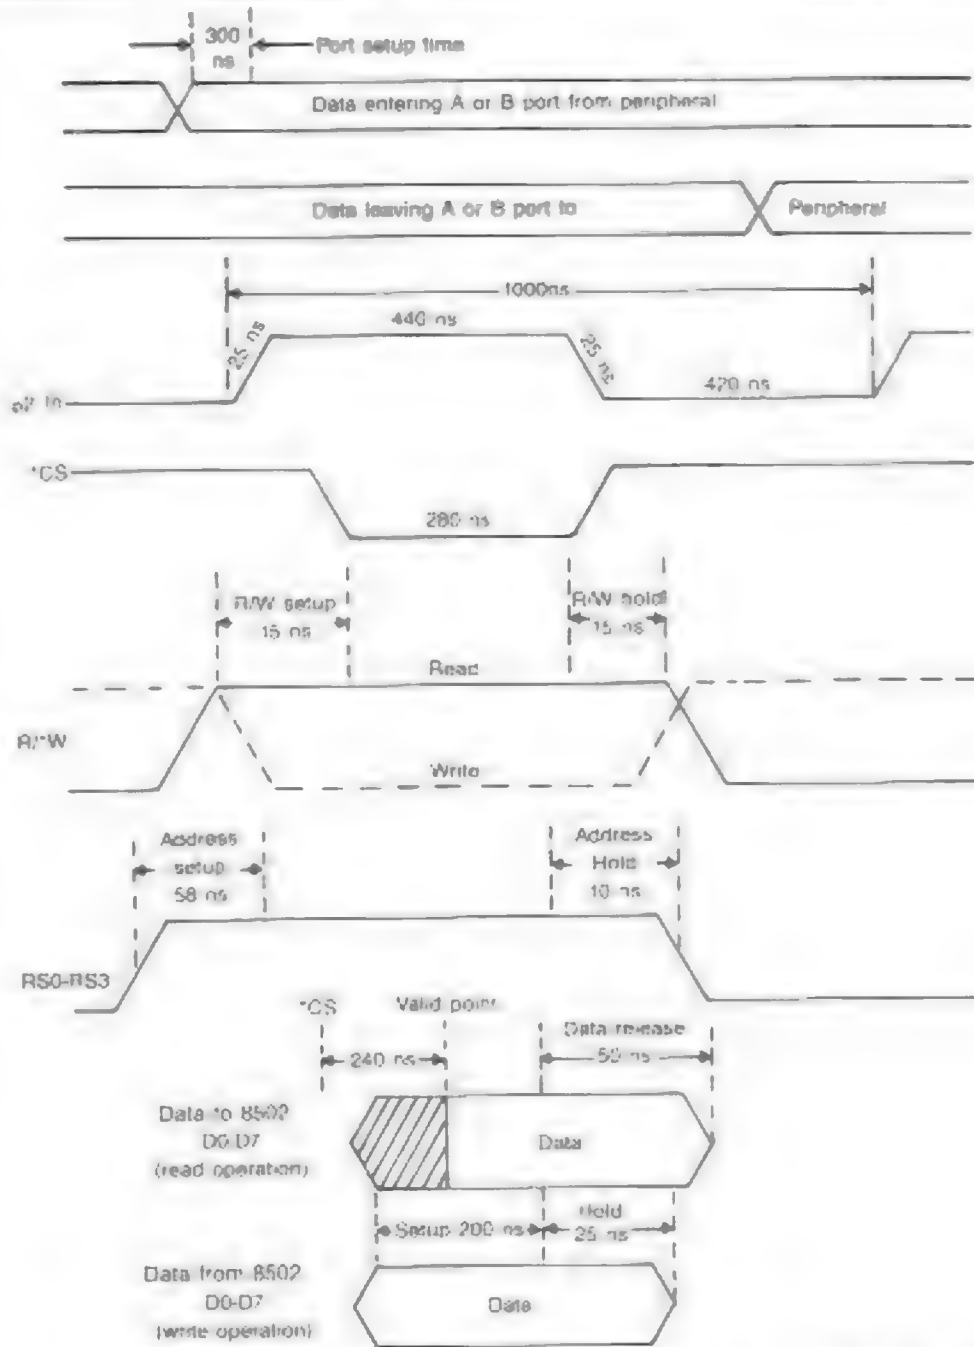 300
ns
Port setup time
Data entering A or B port from peripheral
Data leaving A or B port to
Peripheral
1000ns
25 ns
440 ns
25 ns
420 ns
ø2 In
*CS
280 ns
R/W setup
15 ns
R/W hold
15 ns
Read
R/*W
Write
Address
setup
58 ns
Address
Hold
10 ns
RS0-RS3
*CS
Valid point
Data release
50 ns
240 ns
Data to 8502
D0-D7
(read operation)
Data
Setup 200 ns
Hold
25 ns
Data from 8502
D0-D7
(write operation)
Data